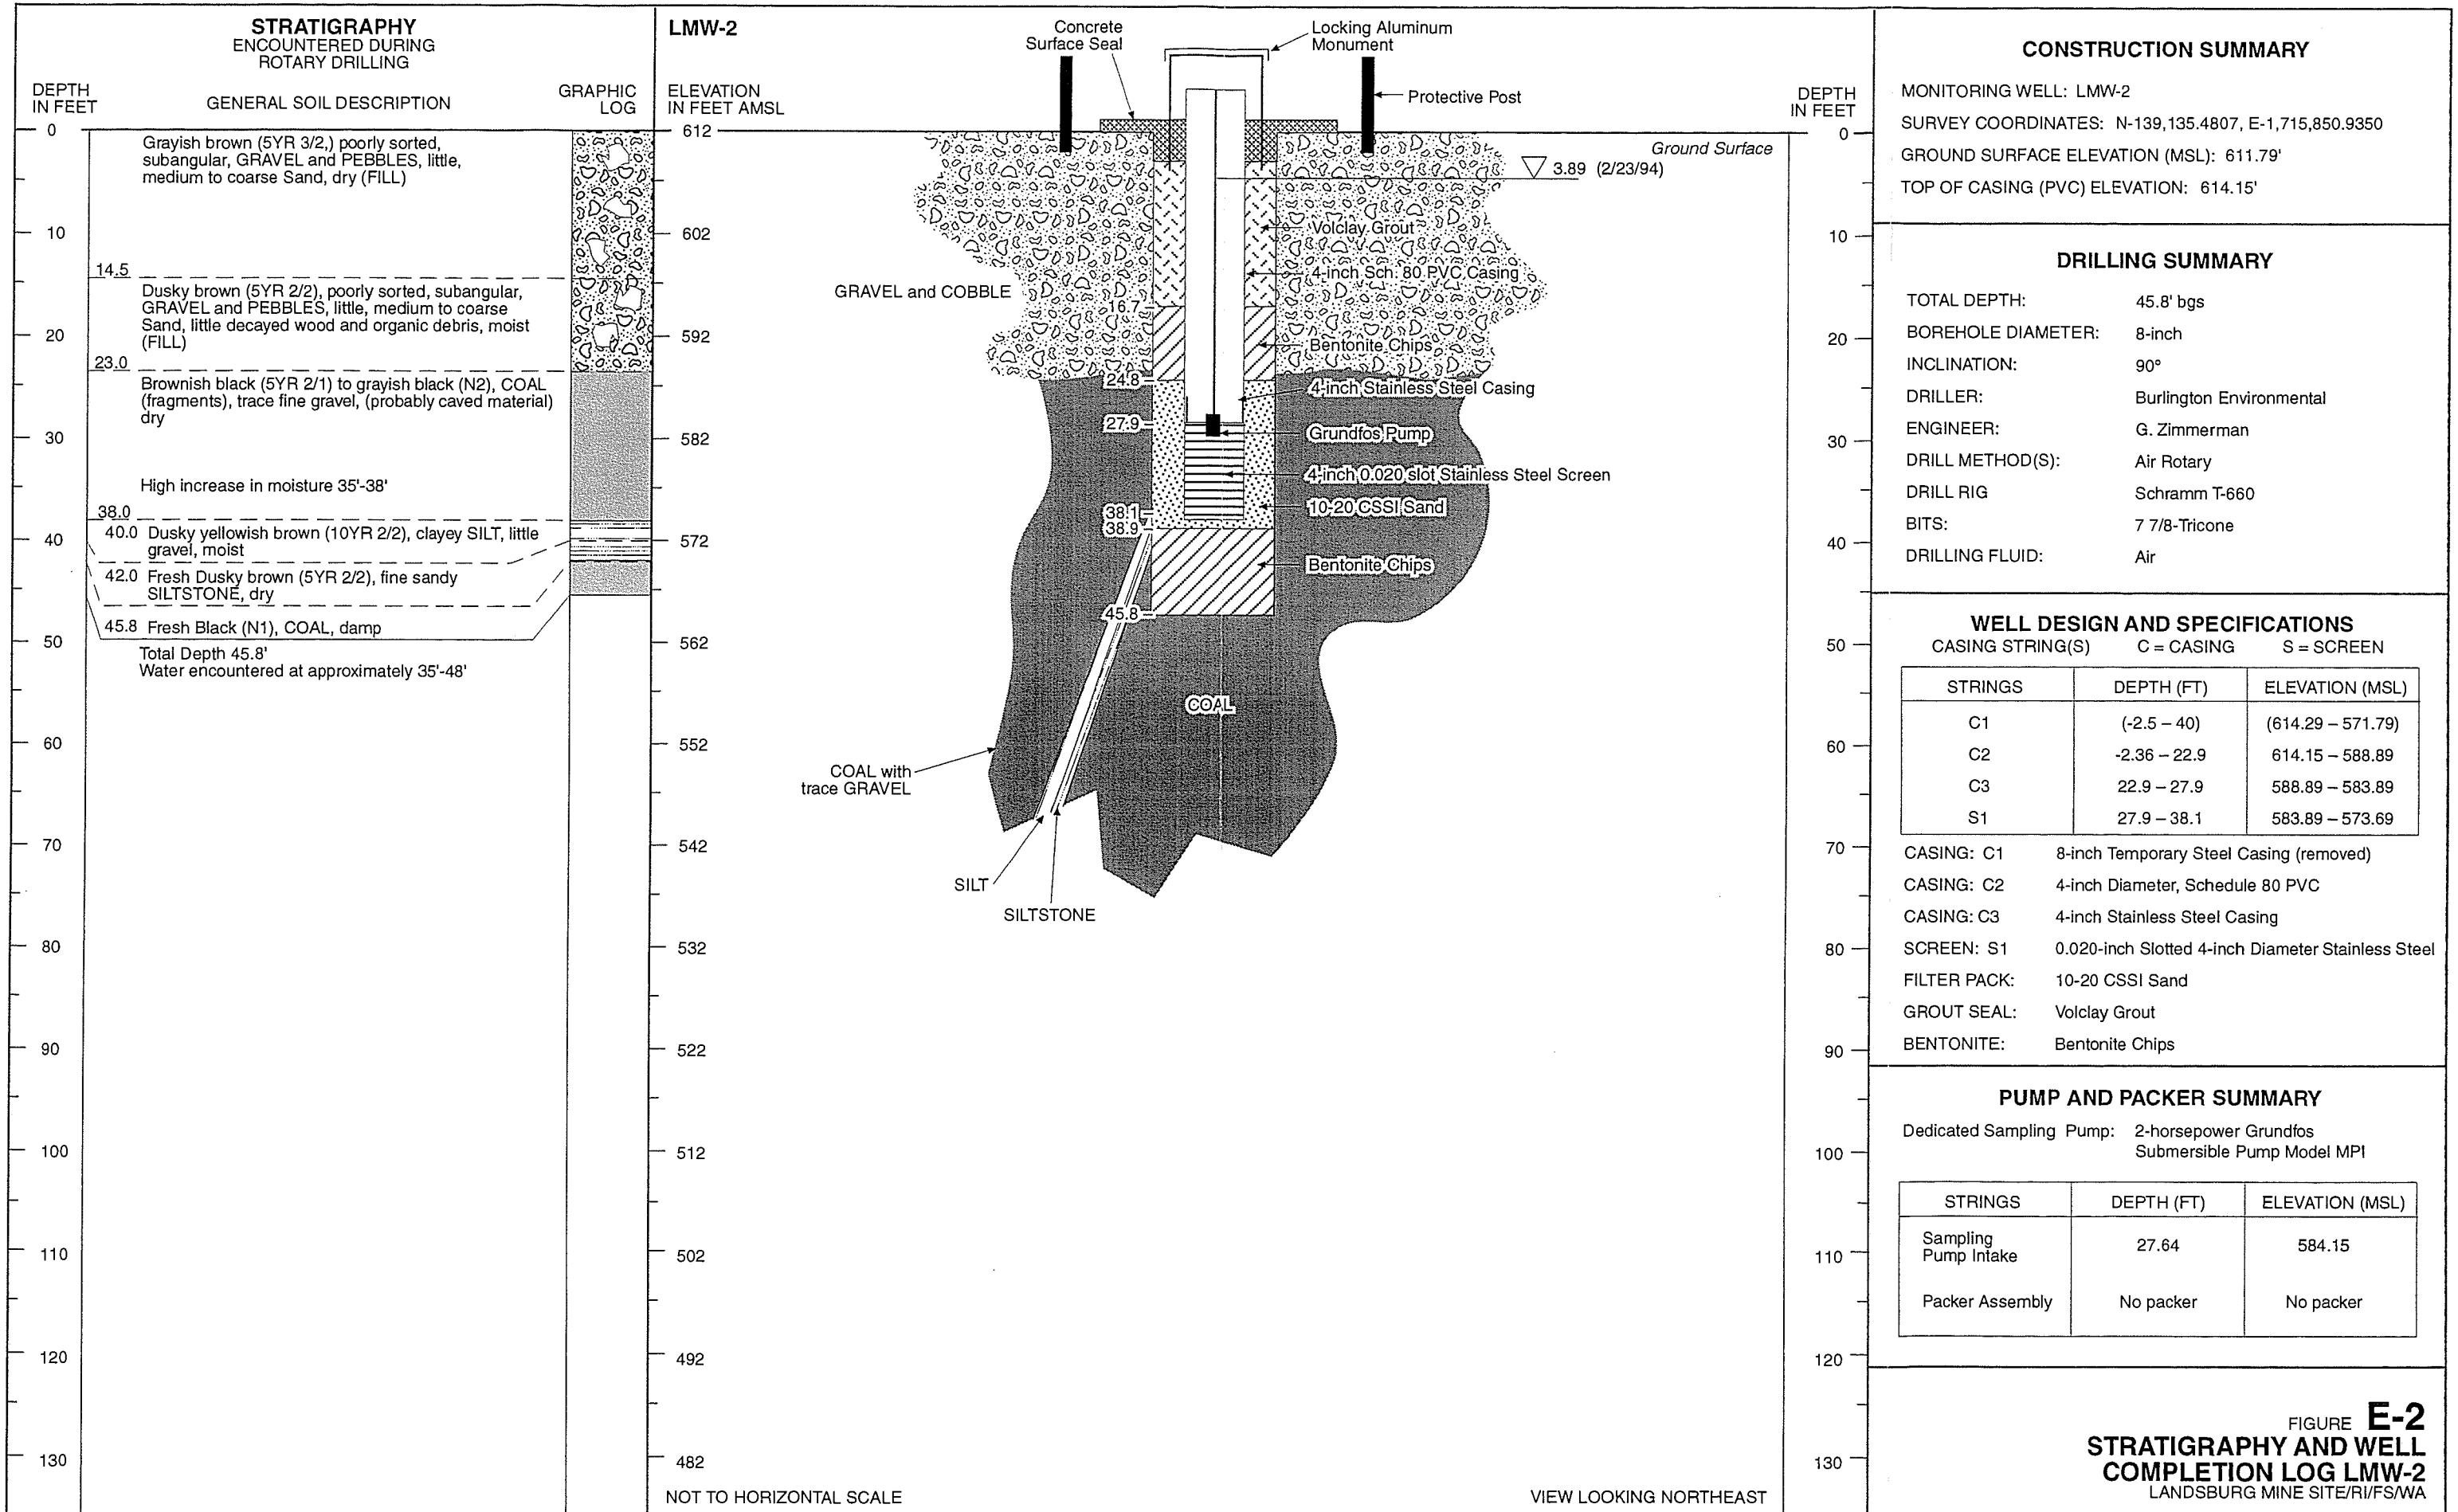 STRATIGRAPHY
ENCOUNTERED DURING
ROTARY DRILLING
DEPTH
IN FEET
GENERAL SOIL DESCRIPTION
GRAPHIC
LOG
0
10
20
30
40
50
60
70
80
90
100
110
120
130
Grayish brown (5YR 3/2,) poorly sorted,
subangular, GRAVEL and PEBBLES, little,
medium to coarse Sand, dry (FILL)
14.5
Dusky brown (5YR 2/2), poorly sorted, subangular,
GRAVEL and PEBBLES, little, medium to coarse
Sand, little decayed wood and organic debris, moist
(FILL)
23.0
Brownish black (5YR 2/1) to grayish black (N2), COAL
(fragments), trace fine gravel, (probably caved material)
dry
High increase in moisture 35'-38'
38.0
40.0 Dusky yellowish brown (10YR 2/2), clayey SILT, little
gravel, moist
42.0 Fresh Dusky brown (5YR 2/2), fine sandy
SILTSTONE, dry
45.8 Fresh Black (N1), COAL, damp
Total Depth 45.8'
Water encountered at approximately 35'-48'
LMW-2
ELEVATION
IN FEET AMSL
612
602
592
582
572
562
552
542
532
522
512
502
492
482
Concrete
Surface Seal
Locking Aluminum
Monument
Protective Post
Ground Surface
3.89 (2/23/94)
Volclay Grout
4-inch Sch. 80 PVC Casing
GRAVEL and COBBLE
16.7
Bentonite Chips
24.8
4-inch Stainless Steel Casing
27.9
Grundfos Pump
4-inch 0.020 slot Stainless Steel Screen
38.1
10-20 CSSI Sand
38.9
Bentonite Chips
45.8
COAL
COAL with
trace GRAVEL
SILT
SILTSTONE
NOT TO HORIZONTAL SCALE
VIEW LOOKING NORTHEAST
DEPTH
IN FEET
0
10
20
30
40
50
60
70
80
90
100
110
120
130
CONSTRUCTION SUMMARY
MONITORING WELL: LMW-2
SURVEY COORDINATES: N-139,135.4807, E-1,715,850.9350
GROUND SURFACE ELEVATION (MSL): 611.79'
TOP OF CASING (PVC) ELEVATION: 614.15'
DRILLING SUMMARY
TOTAL DEPTH: 45.8' bgs
BOREHOLE DIAMETER: 8-inch
INCLINATION: 90°
DRILLER: Burlington Environmental
ENGINEER: G. Zimmerman
DRILL METHOD(S): Air Rotary
DRILL RIG Schramm T-660
BITS: 7 7/8-Tricone
DRILLING FLUID: Air
WELL DESIGN AND SPECIFICATIONS
CASING STRING(S) C = CASING S = SCREEN
STRINGS DEPTH (FT) ELEVATION (MSL)
C1 (-2.5 – 40) (614.29 – 571.79)
C2 -2.36 – 22.9 614.15 – 588.89
C3 22.9 – 27.9 588.89 – 583.89
S1 27.9 – 38.1 583.89 – 573.69
CASING: C1 8-inch Temporary Steel Casing (removed)
CASING: C2 4-inch Diameter, Schedule 80 PVC
CASING: C3 4-inch Stainless Steel Casing
SCREEN: S1 0.020-inch Slotted 4-inch Diameter Stainless Steel
FILTER PACK: 10-20 CSSI Sand
GROUT SEAL: Volclay Grout
BENTONITE: Bentonite Chips
PUMP AND PACKER SUMMARY
Dedicated Sampling Pump: 2-horsepower Grundfos
Submersible Pump Model MPI
STRINGS DEPTH (FT) ELEVATION (MSL)
Sampling
Pump Intake 27.64 584.15
Packer Assembly No packer No packer
FIGURE E-2
STRATIGRAPHY AND WELL
COMPLETION LOG LMW-2
LANDSBURG MINE SITE/RI/FS/WA